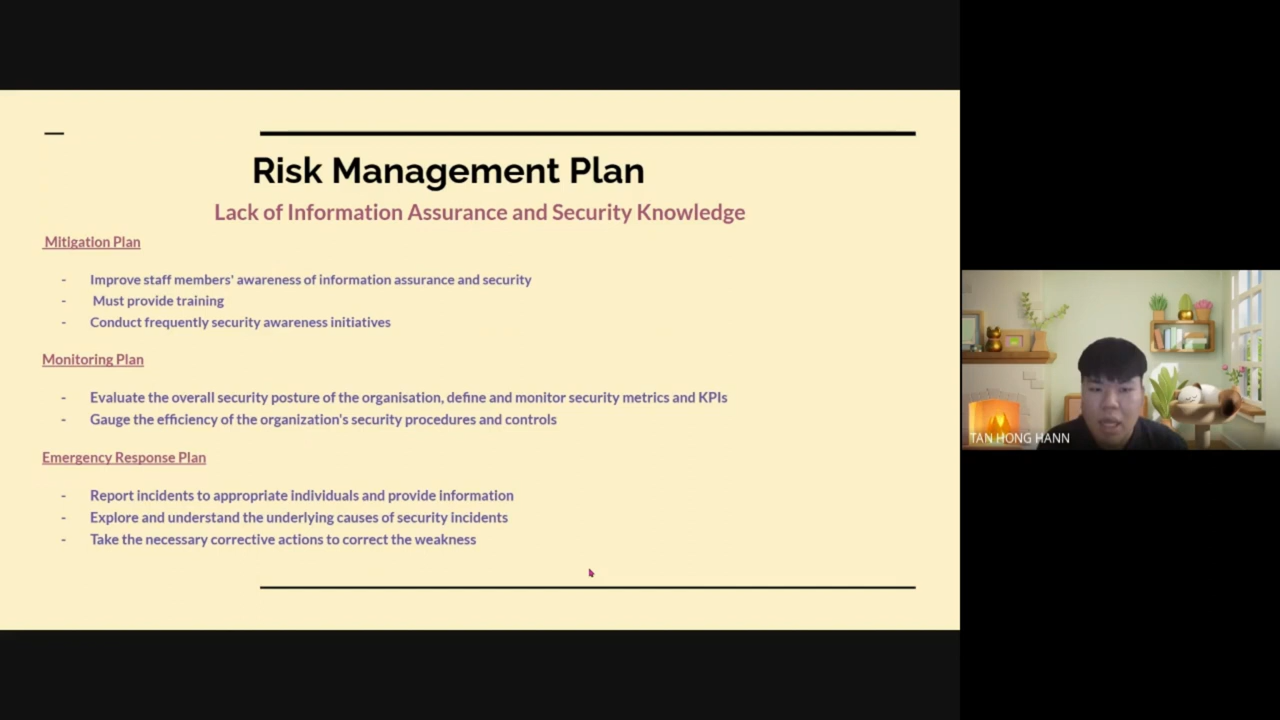 Risk Management Plan
Lack of Information Assurance and Security Knowledge
Mitigation Plan
- Improve staff members' awareness of information assurance and security
- Must provide training
- Conduct frequently security awareness initiatives
Monitoring Plan
- Evaluate the overall security posture of the organisation, define and monitor security metrics and KPIs
- Gauge the efficiency of the organization's security procedures and controls
Emergency Response Plan
- Report incidents to appropriate individuals and provide information
- Explore and understand the underlying causes of security incidents
- Take the necessary corrective actions to correct the weakness
TAN HONG HANN